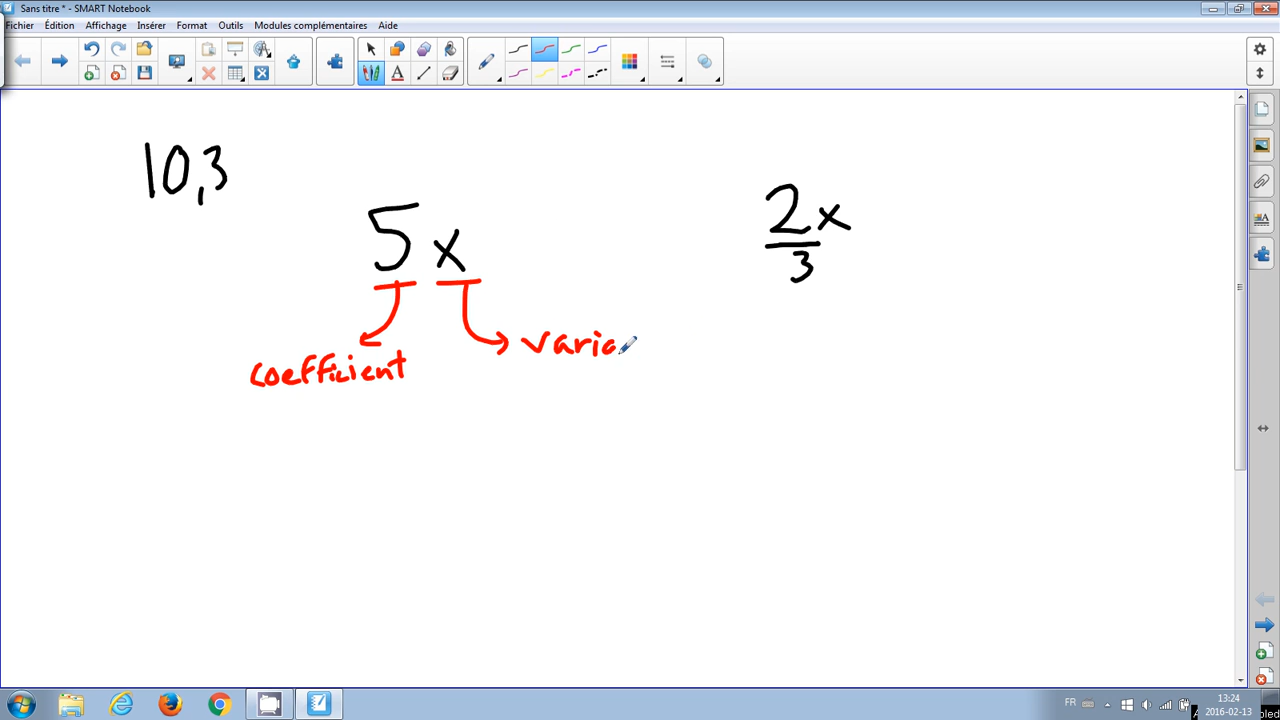 Sans titre * - SMART Notebook
Fichier Édition Affichage Insérer Format Outils Modules complémentaires Aide
10,3
5x
2x
3
coefficient
varia
FR
13:24
2016-02-13